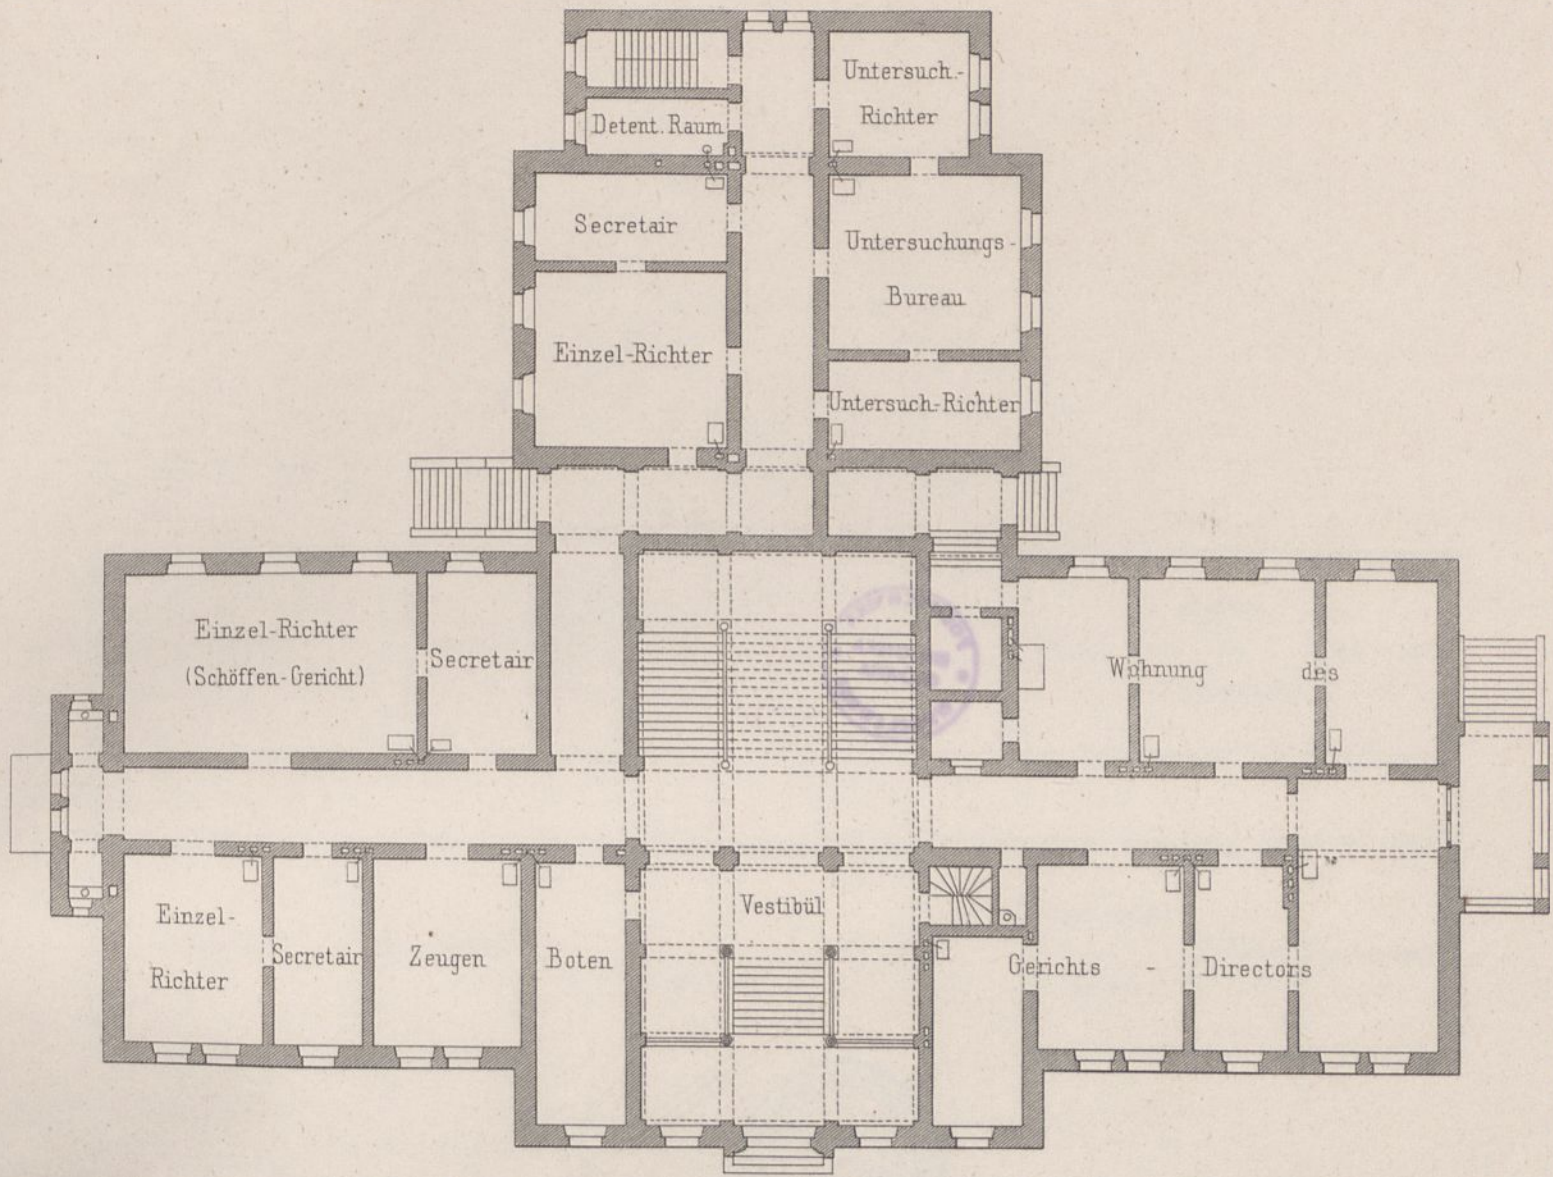 Untersuch.-
Richter
Detent. Raum
Secretair
Untersuchungs-
Bureau
Einzel-Richter
Untersuch.-Richter
Einzel-Richter
(Schöffen-Gericht)
Secretair
Wohnung des
Vestibül
Einzel-
Richter
Secretair
Zeugen
Boten
Gerichts - Directors